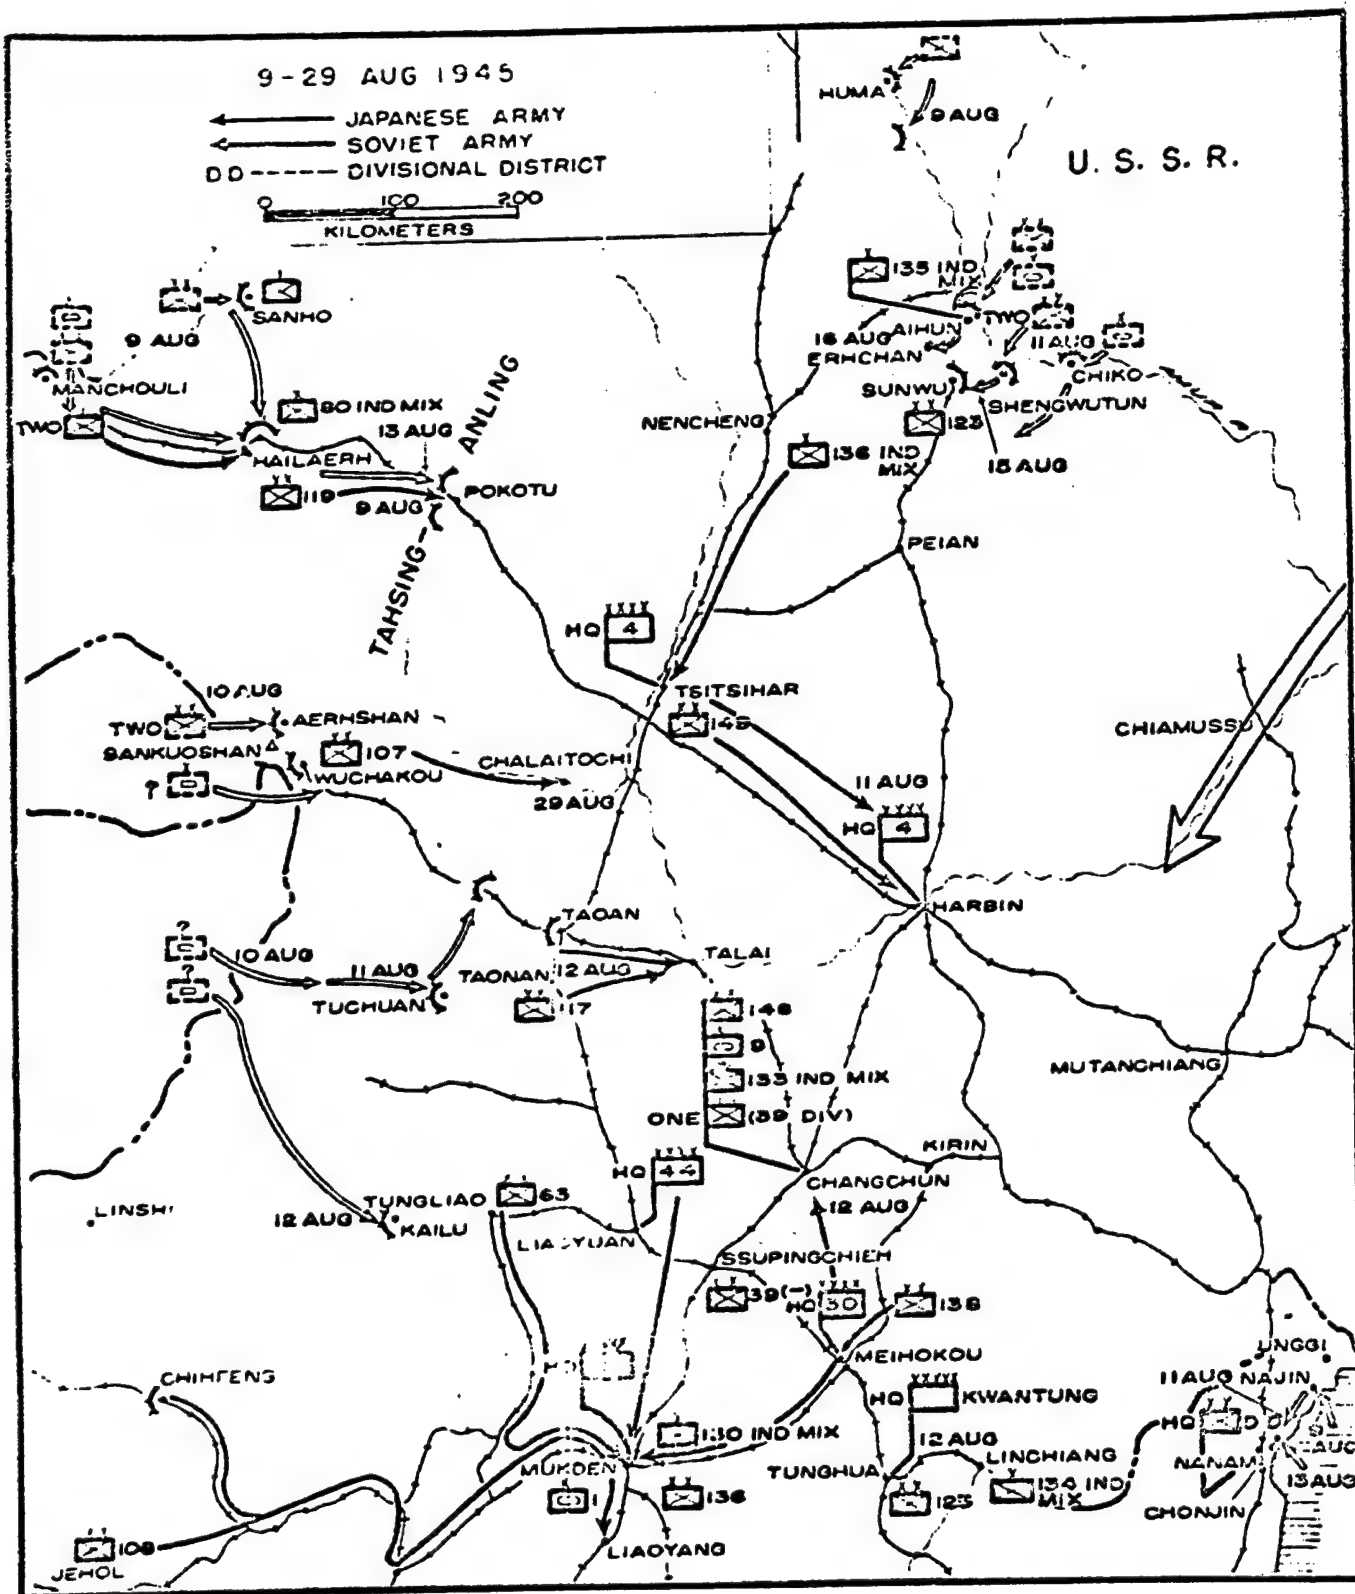 9-29 AUG 1945
JAPANESE ARMY
SOVIET ARMY
DD ----- DIVISIONAL DISTRICT
0 100 200
KILOMETERS
HUMA
9 AUG
U. S. S. R.
135 IND
MIX
TWO
AIHUN
16 AUG
ERHCHAN
11 AUG
CHIKO
SUNWU
SHENGWUTUN
123
15 AUG
SANHO
9 AUG
MANCHOULI
TWO
80 IND MIX
13 AUG
HAILAERH
119
9 AUG
POKOTU
TAHSING-ANLING
NENCHENG
136 IND
MIX
PEIAN
HQ 4
TSITSIHAR
149
10 AUG
TWO
AERHSHAN
SANKUOSHAN
107
WUCHAKOU
?
CHALAITOCHI
29 AUG
11 AUG
HQ 4
CHIAMUSSU
HARBIN
TAOAN
TALAI
?
10 AUG
?
11 AUG
TUCHUAN
TAONAN
12 AUG
117
148
9
133 IND MIX
ONE (39 DIV)
MUTANCHIANG
KIRIN
HQ 44
CHANGCHUN
12 AUG
LINSHI
12 AUG
KAILU
TUNGLIAO
63
LIAOYUAN
SSUPINGCHIEH
39 (-)
HQ 30
138
MEIHOKOU
CHIHFENG
HQ KWANTUNG
UNGGI
11 AUG
NAJIN
HQ
NANAM
13 AUG
CHONJIN
130 IND MIX
MUKDEN
1
136
12 AUG
TUNGHUA
LINCHIANG
125
134 IND
MIX
108
JEHOL
LIAOYANG